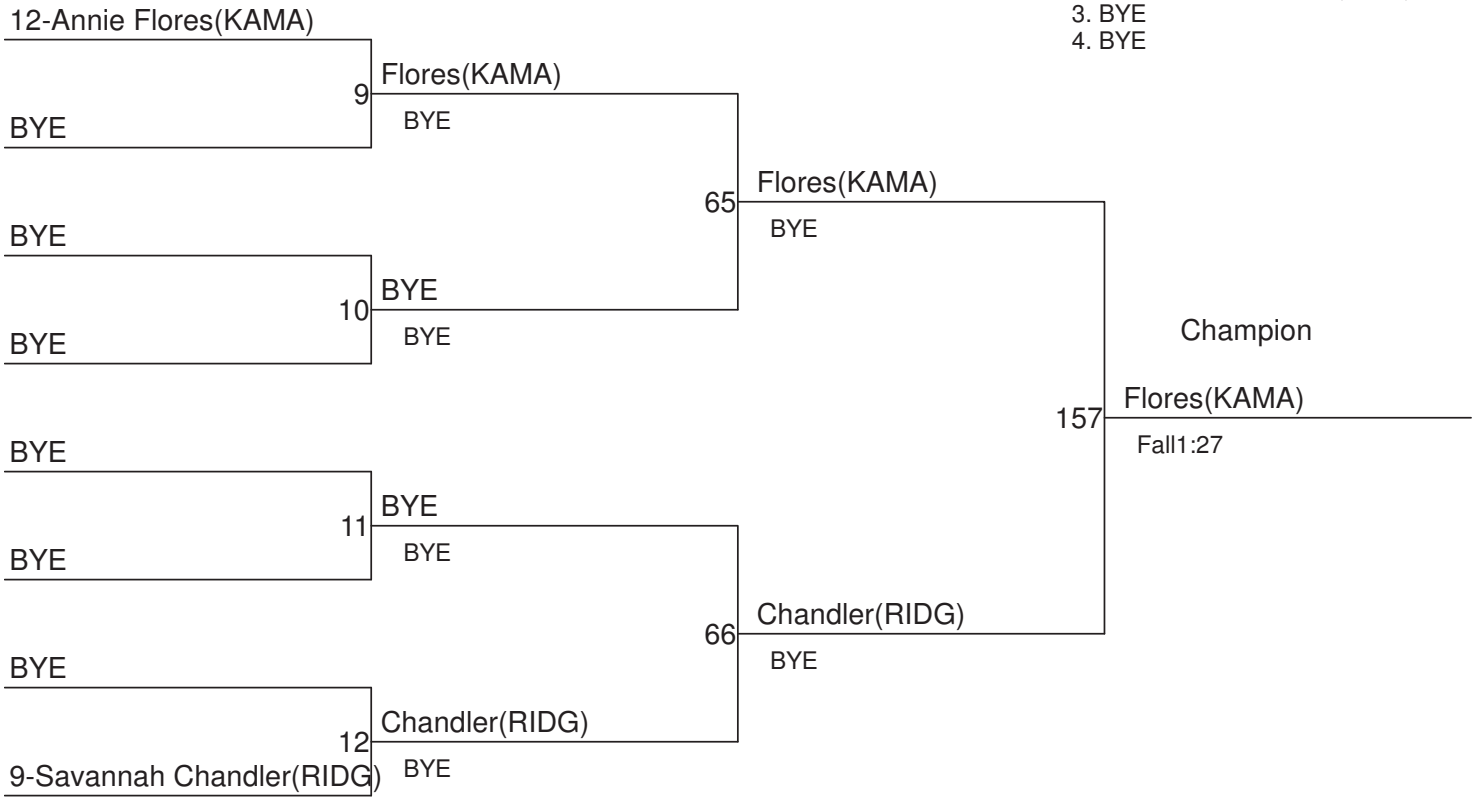 12-Annie Flores(KAMA)
3. BYE
4. BYE
9
Flores(KAMA)
BYE
BYE
65
Flores(KAMA)
BYE
BYE
10
BYE
BYE
BYE
Champion
157
Flores(KAMA)
Fall1:27
BYE
11
BYE
BYE
BYE
66
Chandler(RIDG)
BYE
BYE
12
Chandler(RIDG)
BYE
9-Savannah Chandler(RIDG)